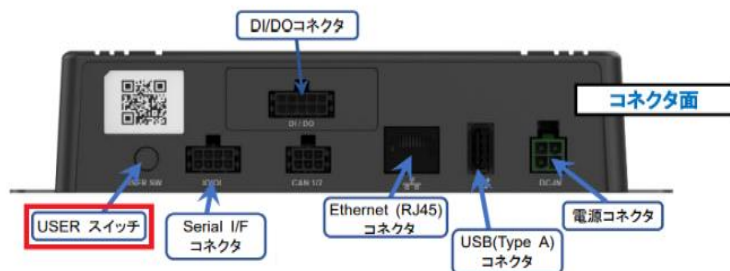 DI/DOコネクタ
コネクタ面
DI / DO
USER SW
CAN 1/2
DC-IN
USER スイッチ
Serial I/F
コネクタ
Ethernet (RJ45)
コネクタ
USB(Type A)
コネクタ
電源コネクタ